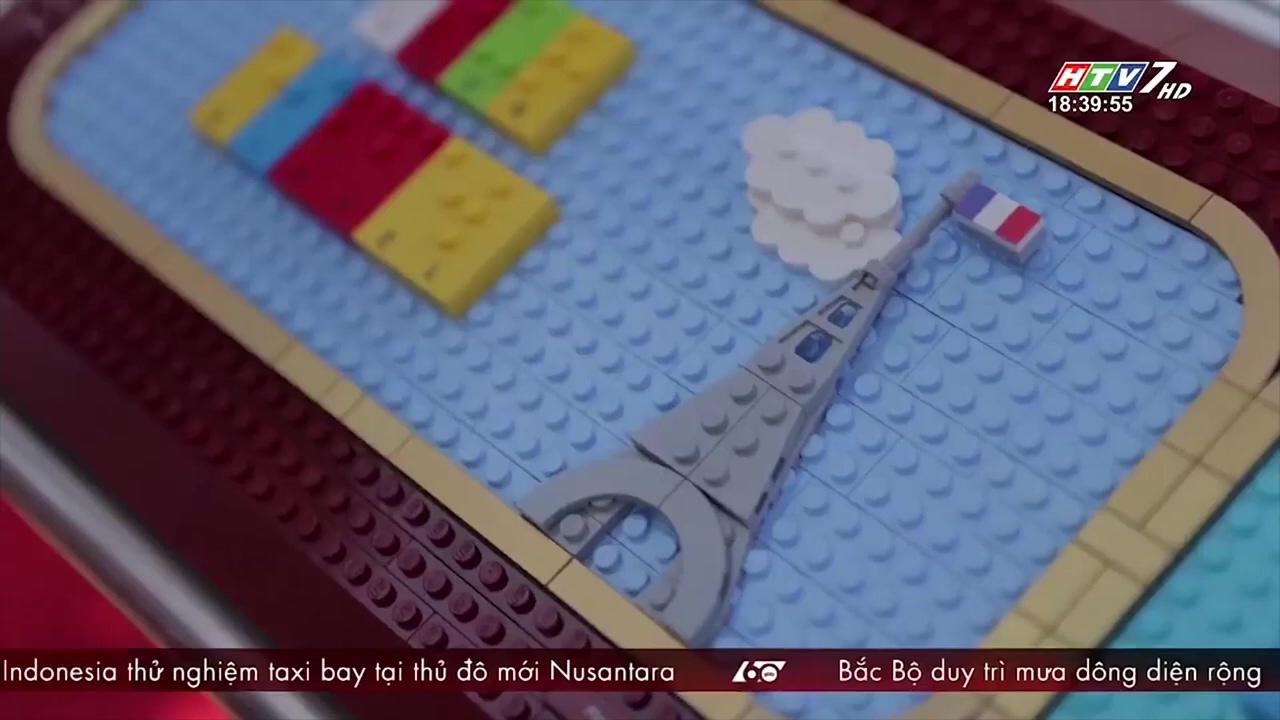 HTV7 HD
18:39:55
Indonesia thử nghiệm taxi bay tại thủ đô mới Nusantara 60 Bắc Bộ duy trì mưa dông diện rộng